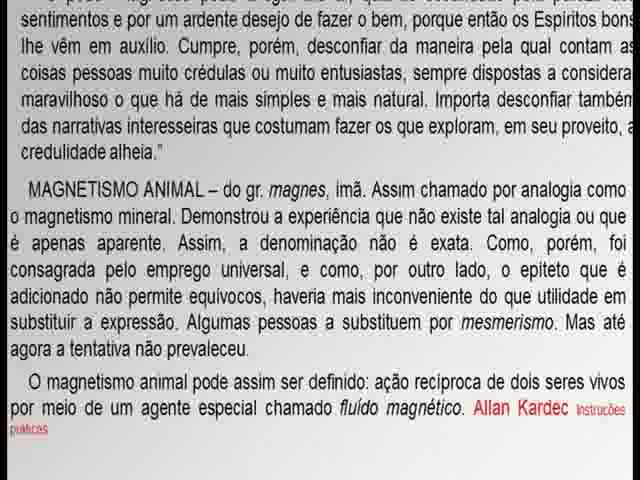 sentimentos e por um ardente desejo de fazer o bem, porque então os Espíritos bons
lhe vêm em auxílio. Cumpre, porém, desconfiar da maneira pela qual contam as
coisas pessoas muito crédulas ou muito entusiastas, sempre dispostas a considera
maravilhoso o que há de mais simples e mais natural. Importa desconfiar também
das narrativas interesseiras que costumam fazer os que exploram, em seu proveito, a
credulidade alheia.”
MAGNETISMO ANIMAL – do gr. magnes, imã. Assim chamado por analogia como
o magnetismo mineral. Demonstrou a experiência que não existe tal analogia ou que
é apenas aparente. Assim, a denominação não é exata. Como, porém, foi
consagrada pelo emprego universal, e como, por outro lado, o epiteto que é
adicionado não permite equívocos, haveria mais inconveniente do que utilidade em
substituir a expressão. Algumas pessoas a substituem por mesmerismo. Mas até
agora a tentativa não prevaleceu.
O magnetismo animal pode assim ser definido: ação recíproca de dois seres vivos
por meio de um agente especial chamado fluído magnético. Allan Kardec Instruções
práticas